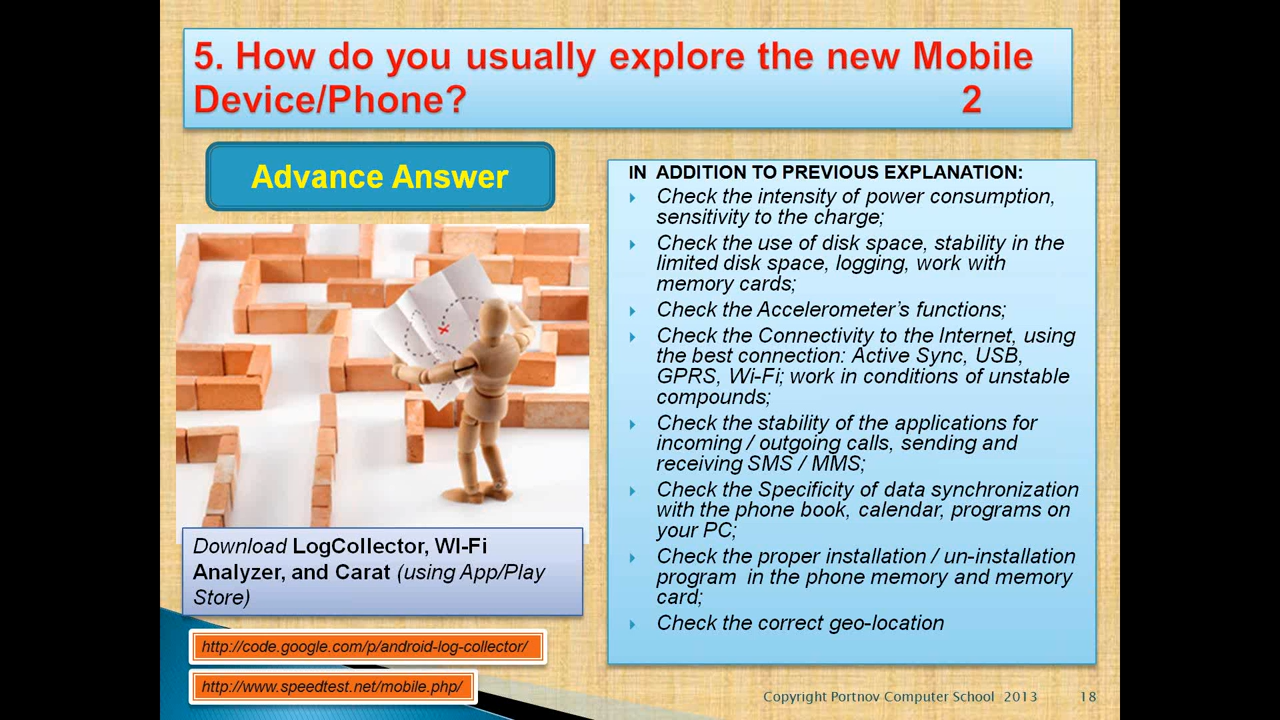 5. How do you usually explore the new Mobile
Device/Phone? 2
Advance Answer
IN ADDITION TO PREVIOUS EXPLANATION:
Check the intensity of power consumption,
sensitivity to the charge;
Check the use of disk space, stability in the
limited disk space, logging, work with
memory cards;
Check the Accelerometer's functions;
Check the Connectivity to the Internet, using
the best connection: Active Sync, USB,
GPRS, Wi-Fi; work in conditions of unstable
compounds;
Check the stability of the applications for
incoming / outgoing calls, sending and
receiving SMS / MMS;
Check the Specificity of data synchronization
with the phone book, calendar, programs on
your PC;
Check the proper installation / un-installation
program in the phone memory and memory
card;
Check the correct geo-location
Download LogCollector, WI-Fi
Analyzer, and Carat (using App/Play
Store)
http://code.google.com/p/android-log-collector/
http://www.speedtest.net/mobile.php/
Copyright Portnov Computer School 2013 18